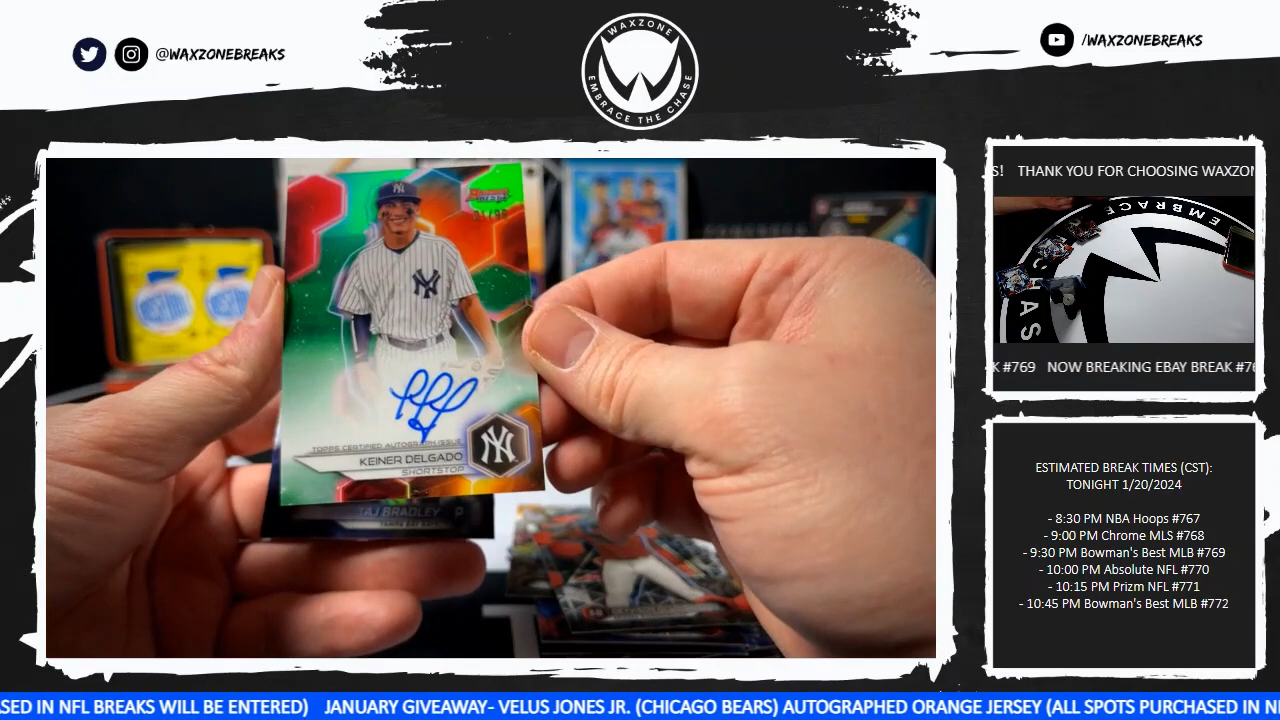 @WAXZONEBREAKS
WAXZONE
EMBRACE THE CHASE
/WAXZONEBREAKS
TOPPS CERTIFIED AUTOGRAPH ISSUE
KEINER DELGADO
SHORTSTOP
TAJ BRADLEY
S! THANK YOU FOR CHOOSING WAXZON
EMBRACE
K #769 NOW BREAKING EBAY BREAK #76
ESTIMATED BREAK TIMES (CST):
TONIGHT 1/20/2024
- 8:30 PM NBA Hoops #767
- 9:00 PM Chrome MLS #768
- 9:30 PM Bowman's Best MLB #769
- 10:00 PM Absolute NFL #770
- 10:15 PM Prizm NFL #771
- 10:45 PM Bowman's Best MLB #772
SED IN NFL BREAKS WILL BE ENTERED) JANUARY GIVEAWAY- VELUS JONES JR. (CHICAGO BEARS) AUTOGRAPHED ORANGE JERSEY (ALL SPOTS PURCHASED IN N